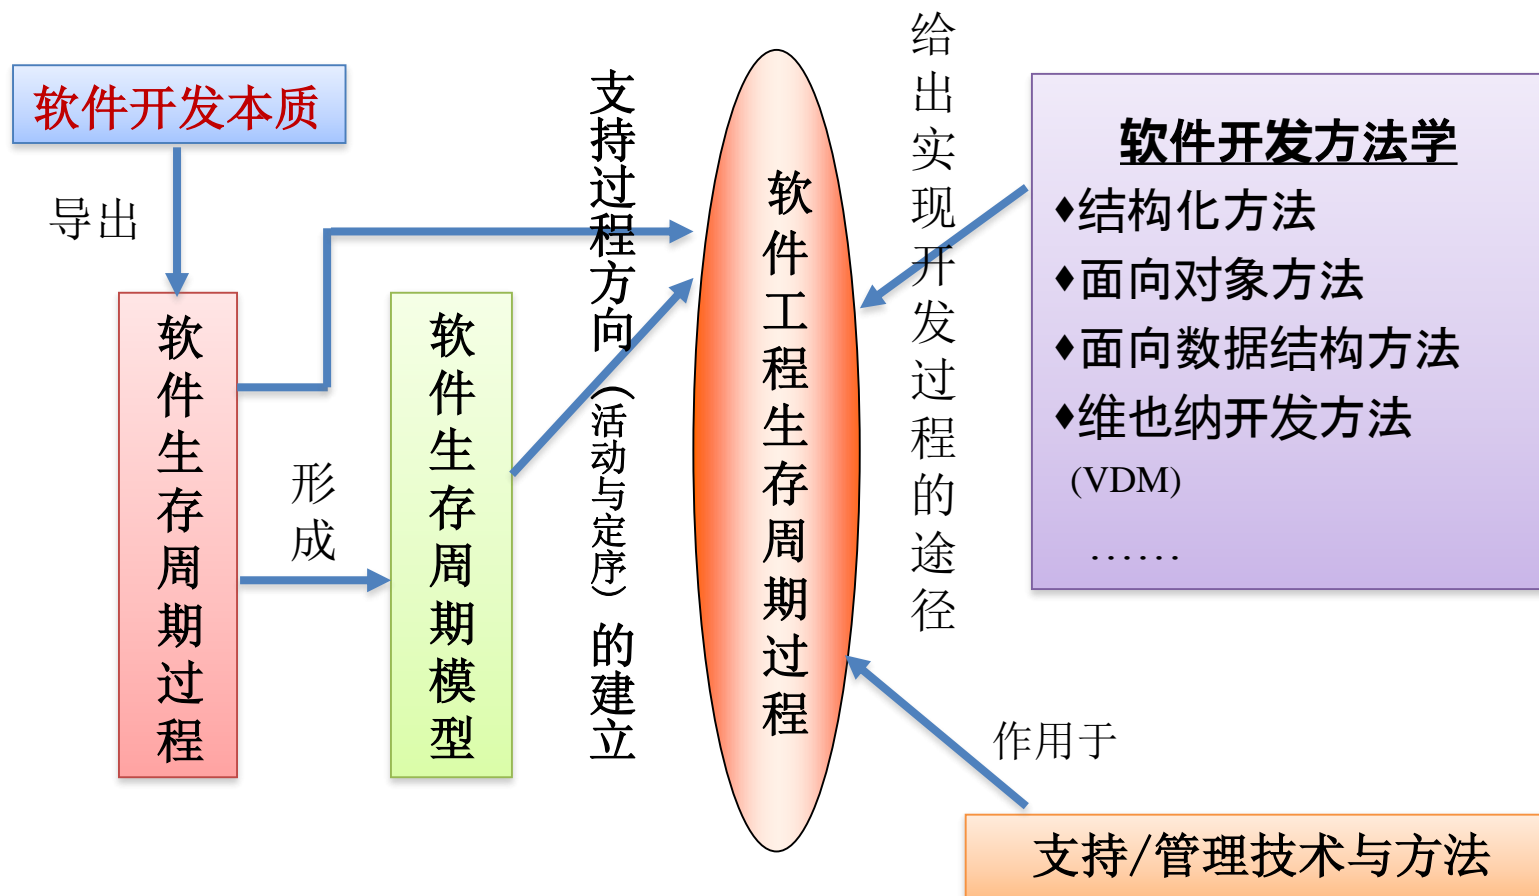 软件开发本质
导出
软件生存周期过程
形成
软件生存周期模型
支持过程方向（活动与定序）的建立
软件工程生存周期过程
给出实现开发过程的途径
软件开发方法学
♦结构化方法
♦面向对象方法
♦面向数据结构方法
♦维也纳开发方法
(VDM)
……
作用于
支持/管理技术与方法